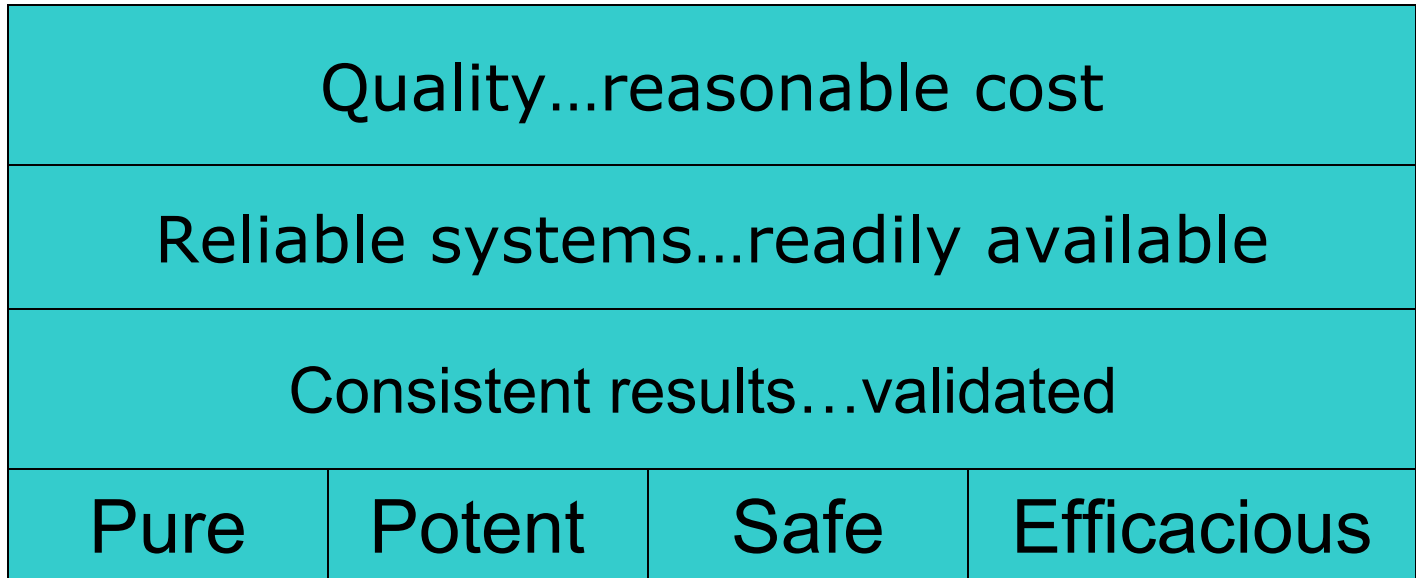 Quality…reasonable cost
Reliable systems…readily available
Consistent results…validated
Pure Potent Safe Efficacious